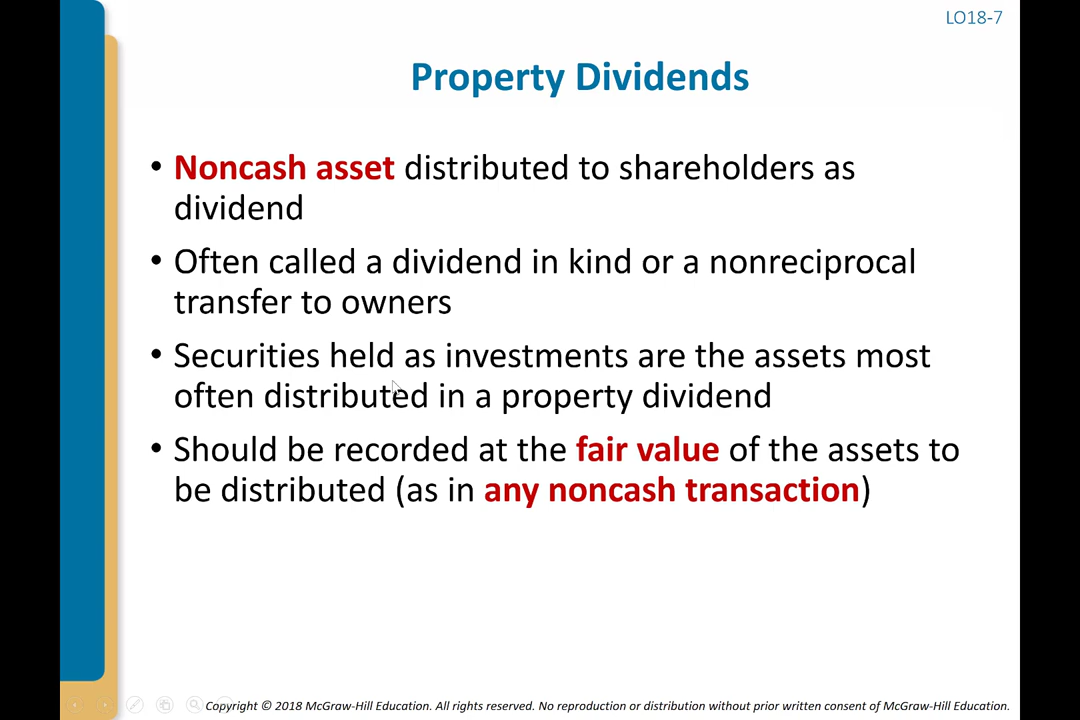 LO18-7
Property Dividends
• Noncash asset distributed to shareholders as
dividend
• Often called a dividend in kind or a nonreciprocal
transfer to owners
• Securities held as investments are the assets most
often distributed in a property dividend
• Should be recorded at the fair value of the assets to
be distributed (as in any noncash transaction)
Copyright © 2018 McGraw-Hill Education. All rights reserved. No reproduction or distribution without prior written consent of McGraw-Hill Education.